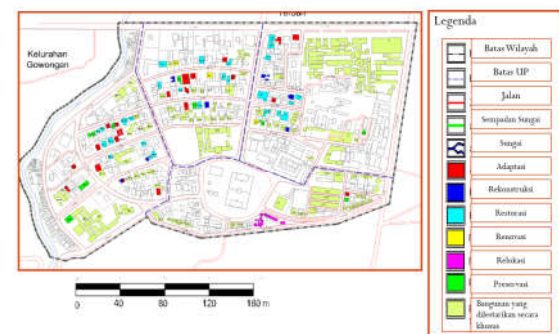 Kelurahan
Gowongan
0 40 80 120 160 m
Legenda
Batas Wilayah
Batas UP
Jalan
Sempadan Sungai
Sungai
Adaptasi
Rekonstruksi
Restorasi
Renovasi
Relokasi
Preservasi
Bangunan yang
dilestarikan secara
khusus